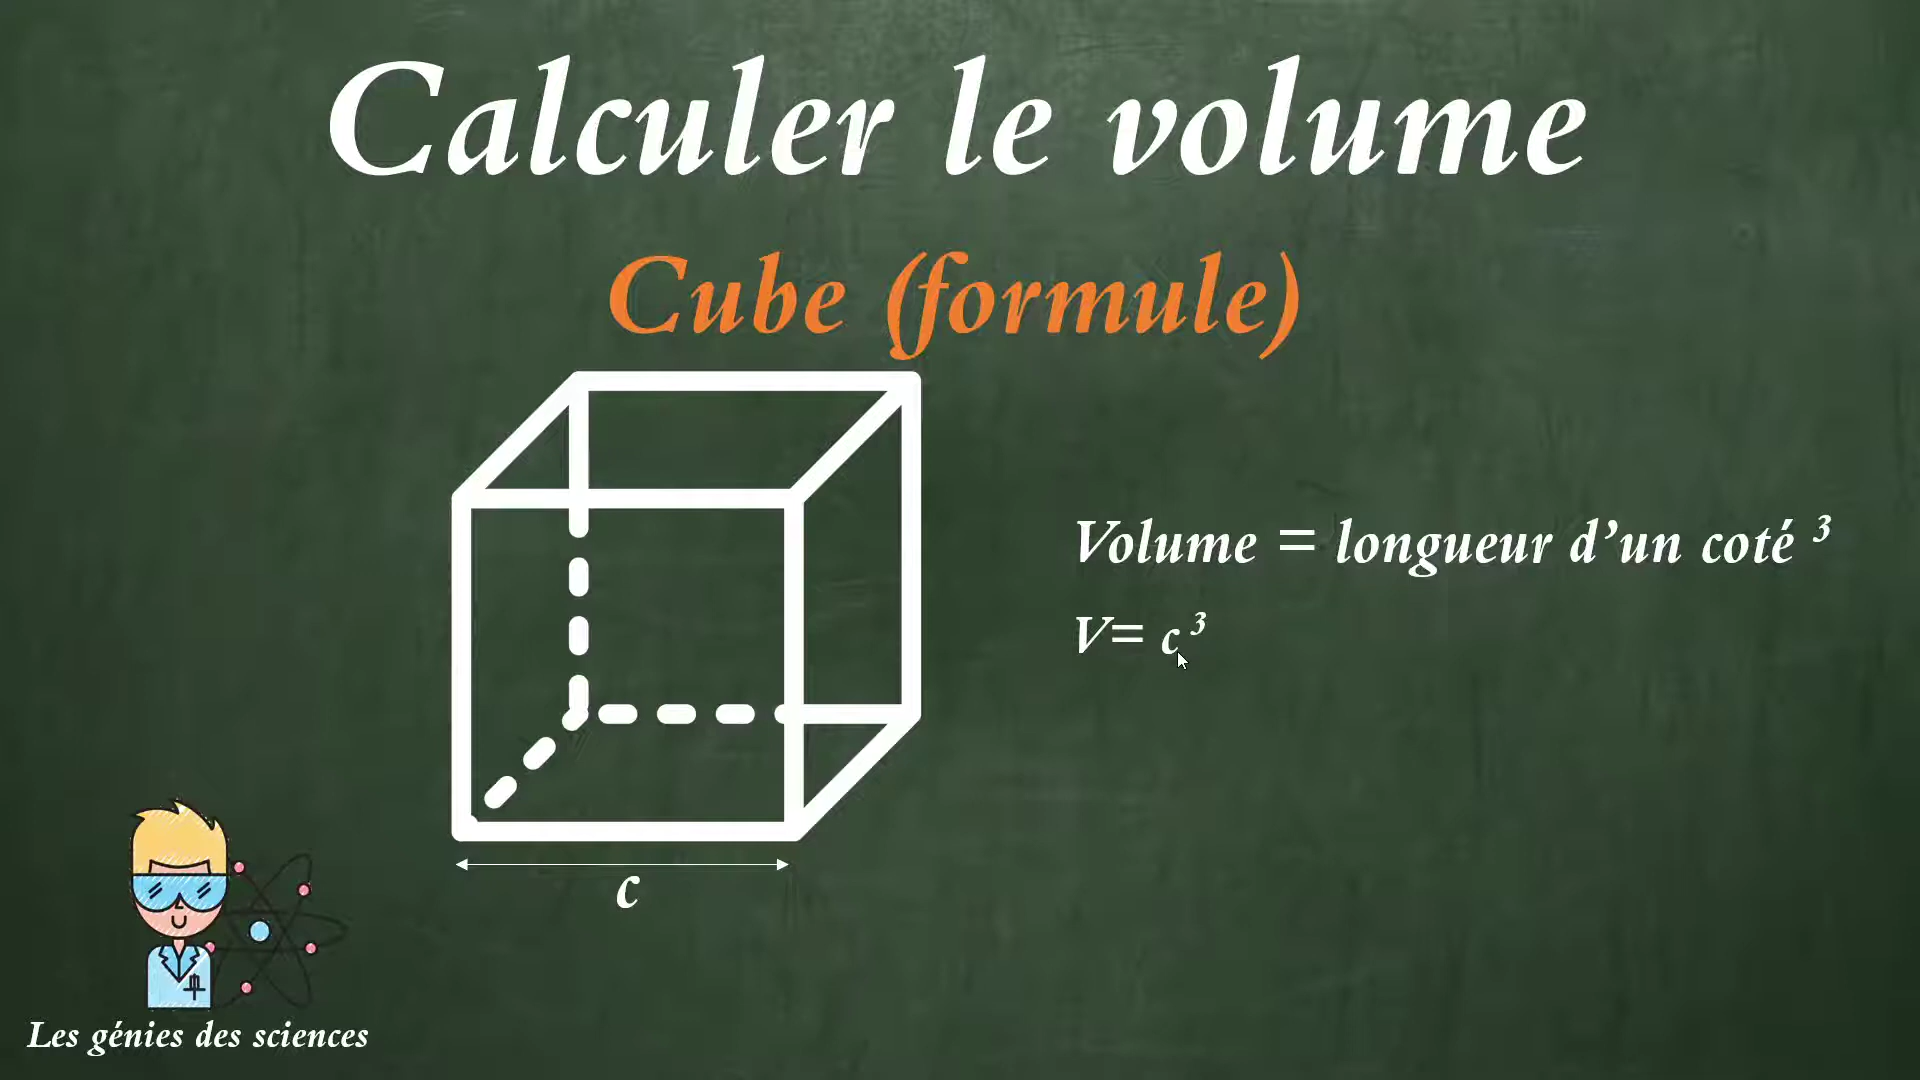 Calculer le volume
Cube (formule)
Volume = longueur d’un coté ³
V= c ³
c
Les génies des sciences